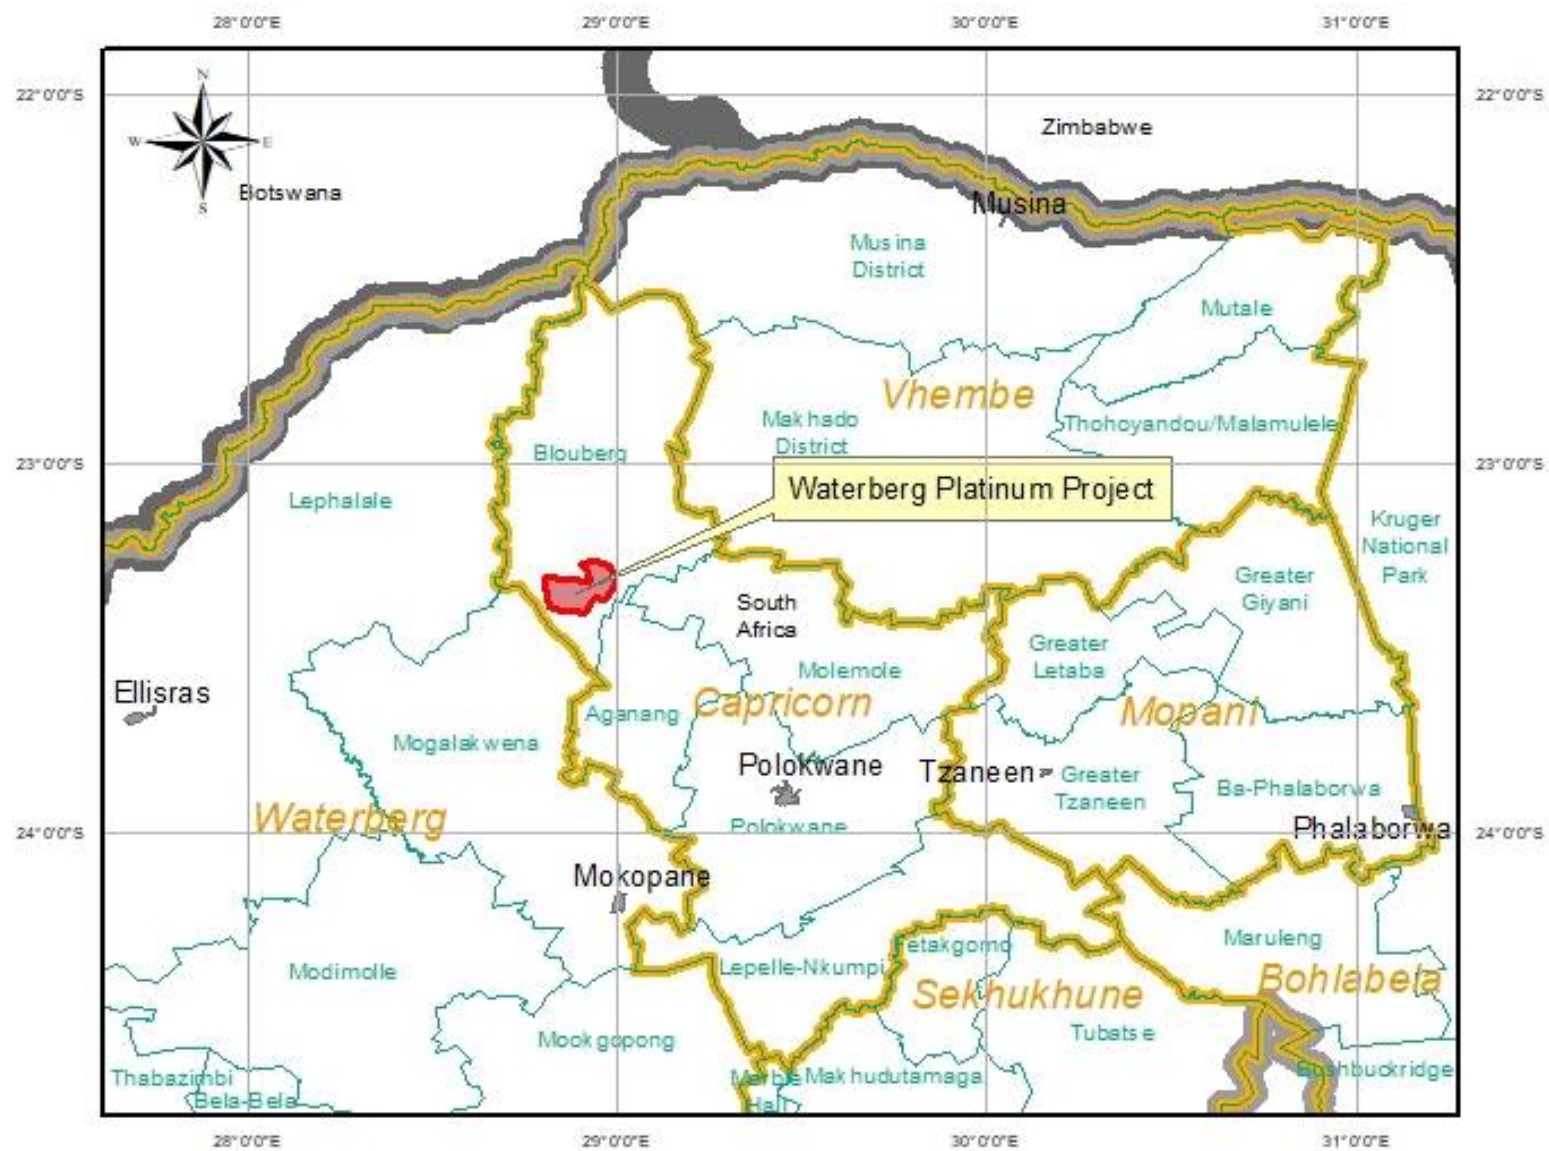 28°0'0"E
29°0'0"E
30°0'0"E
31°0'0"E
22°0'0"S
22°0'0"S
N
W
E
S
Zimbabwe
Botswana
Musina
Musina
District
Mutale
Vhembe
Makhado
District
Thohoyandou/Malamulele
Blouberg
23°0'0"S
23°0'0"S
Waterberg Platinum Project
Lephalale
Kruger
National
Park
Greater
Giyani
South
Africa
Greater
Letaba
Molemole
Ellisras
Aganang
Capricorn
Mopani
Mogalakwena
Polokwane
Tzaneen
Greater
Tzaneen
Ba-Phalaborwa
Waterberg
Polokwane
Phalaborwa
24°0'0"S
24°0'0"S
Mokopane
Fetakgomo
Maruleng
Modimolle
Lepelle-Nkumpi
Sekhukhune
Bohlabela
Mookgopong
Tubatse
Thabazimbi
Bela-Bela
Marble
Hall
Makhudutamaga
Bushbuckridge
28°0'0"E
29°0'0"E
30°0'0"E
31°0'0"E